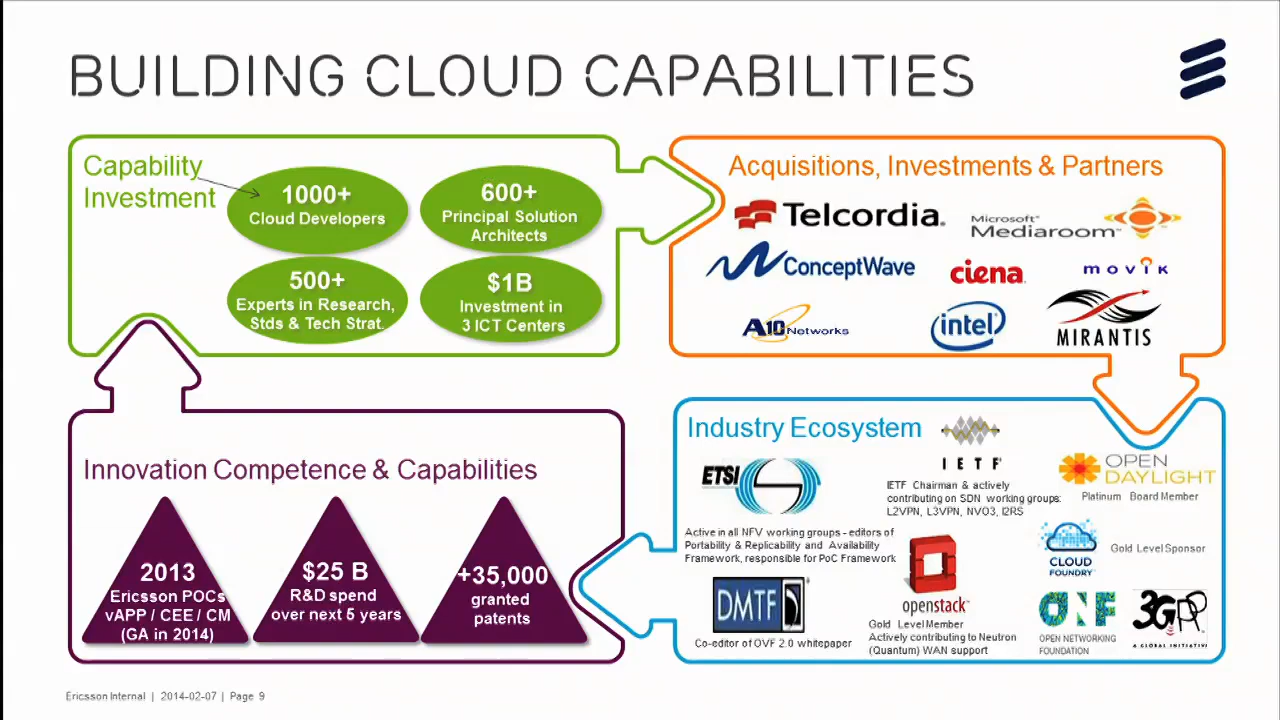 BUILDING CLOUD CAPABILITIES
Capability
Investment
1000+
Cloud Developers
600+
Principal Solution
Architects
500+
Experts in Research,
Stds & Tech Strat.
$1B
Investment in
3 ICT Centers
Acquisitions, Investments & Partners
Telcordia.
Microsoft®
Mediaroom™
ConceptWave
ciena.
movik
A10 Networks
intel
MIRANTIS
Industry Ecosystem
IETF®
IETF Chairman & actively
contributing on SDN working groups:
L2VPN, L3VPN, NVO3, I2RS
ETSI
Active in all NFV working groups - editors of
Portability & Replicability and Availability
Framework, responsible for PoC Framework
OPEN
DAYLIGHT
Platinum Board Member
CLOUD
FOUNDRY™
Gold Level Sponsor
DMTF®
Co-editor of OVF 2.0 whitepaper
openstack™
Gold Level Member
Actively contributing to Neutron
(Quantum) WAN support
ONF
OPEN NETWORKING
FOUNDATION
3GPP
A GLOBAL INITIATIVE
Innovation Competence & Capabilities
2013
Ericsson POCs
vAPP / CEE / CM
(GA in 2014)
$25 B
R&D spend
over next 5 years
+35,000
granted
patents
Ericsson Internal | 2014-02-07 | Page 9